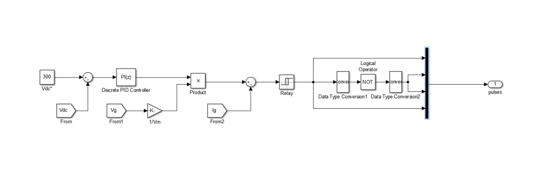 300
Vdc*
Vdc
From
PI(z)
Discrete PID Controller
Vg
From1
-K-
1/Vm
×
Product
Ig
From2
Relay
Logical
Operator
NOT
Data Type Conversion1
Data Type Conversion2
1
pulses